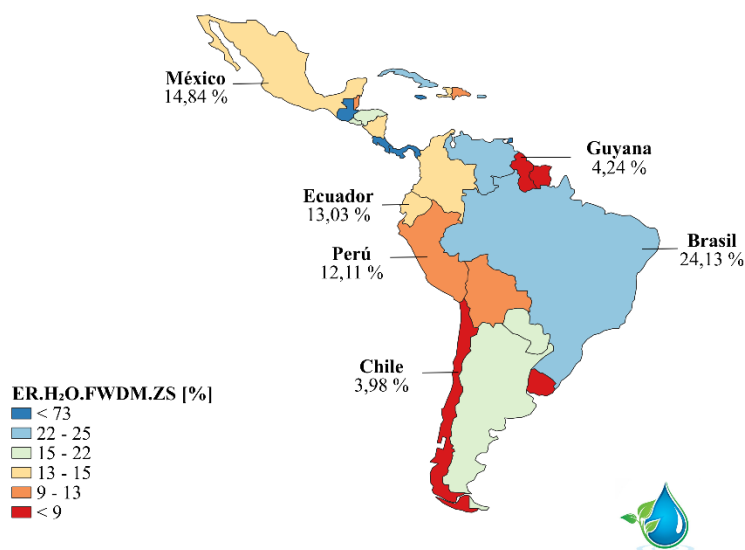 México
14,84 %
Guyana
4,24 %
Ecuador
13,03 %
Brasil
24,13 %
Perú
12,11 %
Chile
3,98 %
ER.H₂O.FWDM.ZS [%]
< 73
22 - 25
15 - 22
13 - 15
9 - 13
< 9